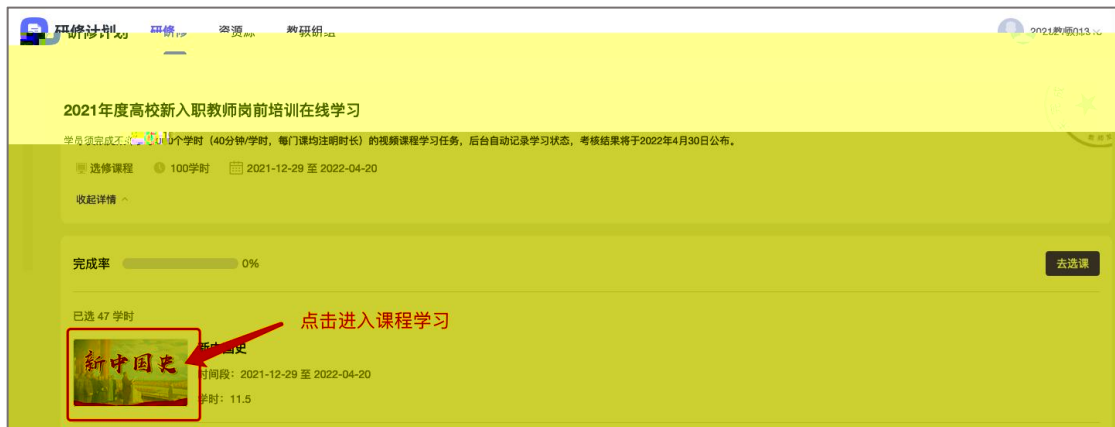 研修计划 研修 资源 教研组
2021年度高校新入职教师岗前培训在线学习
学时（40分钟/学时，每门课均注明时长）的视频课程学习任务，后台自动记录学习状态，考核结果将于2022年4月30日公布。
选修课程 100学时 2021-12-29 至 2022-04-20
收起详情
完成率 0% 去选课
已选 47 学时
点击进入课程学习
新中国史
新中国史
时间段：2021-12-29 至 2022-04-20
学时：11.5